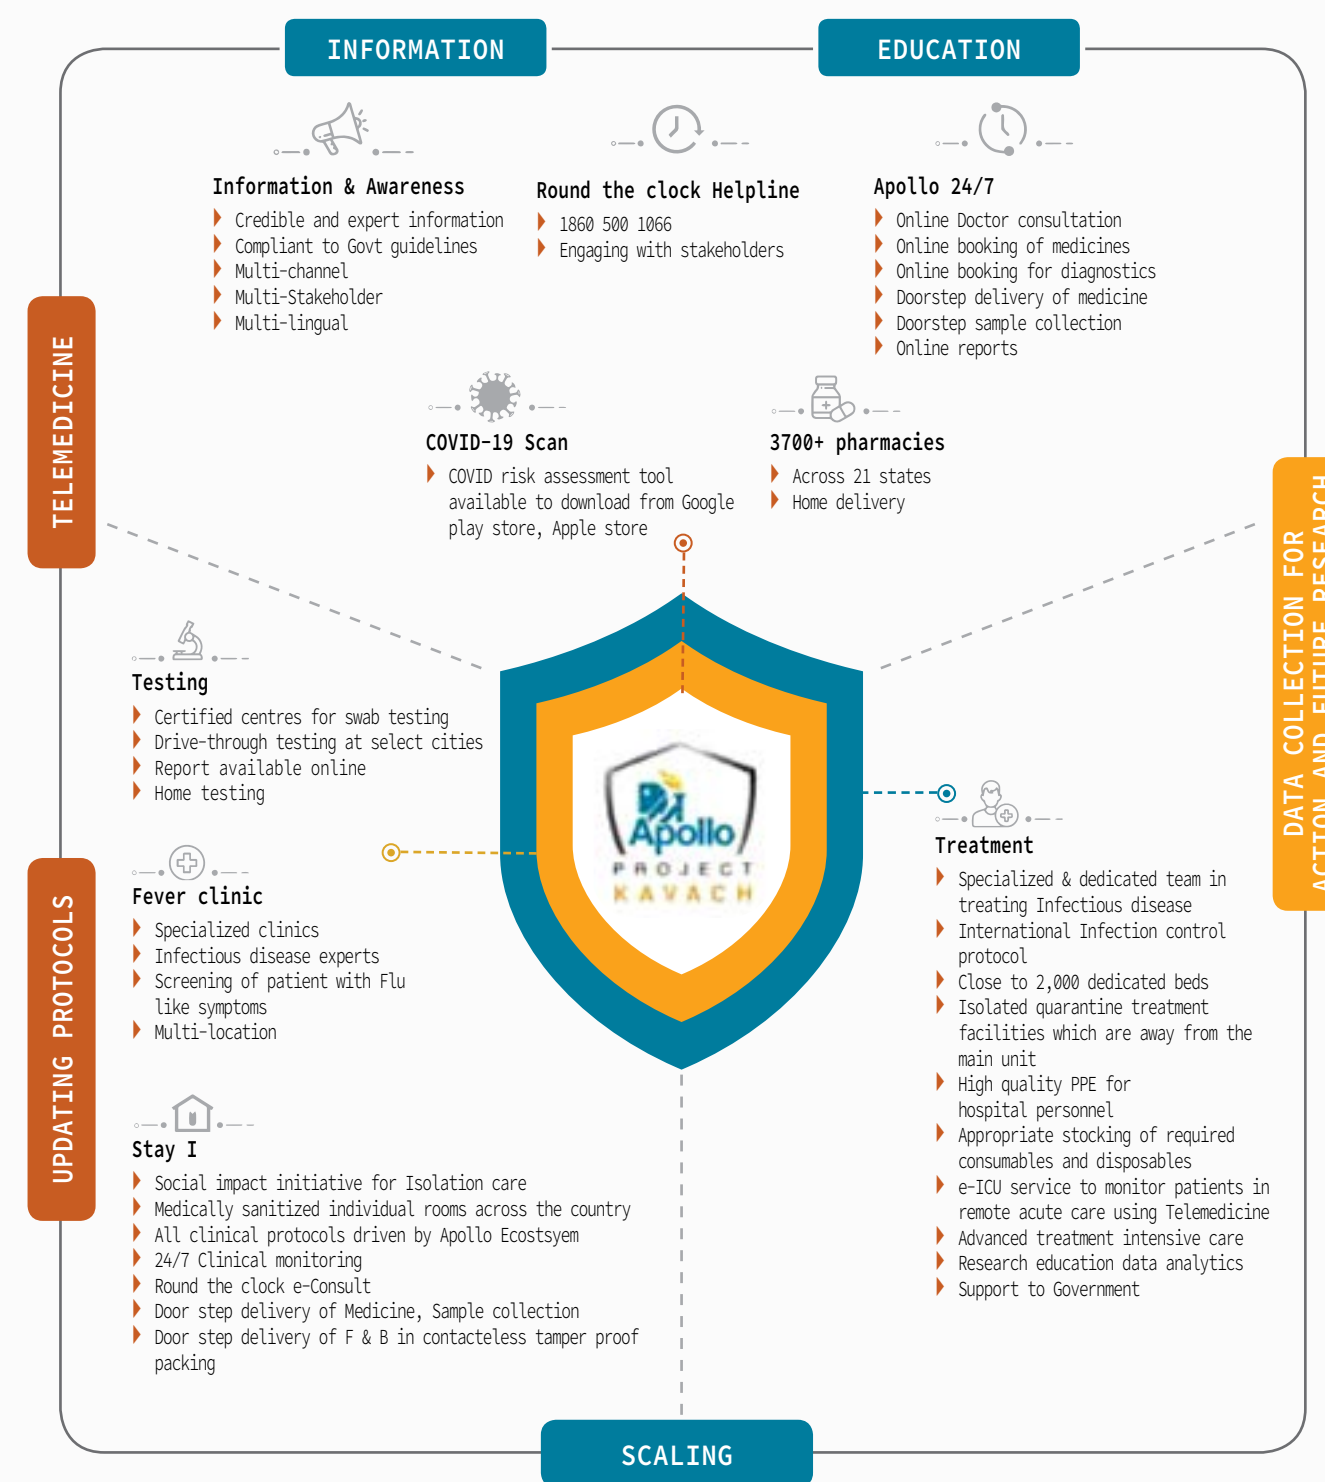 INFORMATION
EDUCATION
Information & Awareness
Credible and expert information
Compliant to Govt guidelines
Multi-channel
Multi-Stakeholder
Multi-lingual
Round the clock Helpline
1860 500 1066
Engaging with stakeholders
Apollo 24/7
Online Doctor consultation
Online booking of medicines
Online booking for diagnostics
Doorstep delivery of medicine
Doorstep sample collection
Online reports
TELEMEDICINE
COVID-19 Scan
COVID risk assessment tool
available to download from Google
play store, Apple store
3700+ pharmacies
Across 21 states
Home delivery
DATA COLLECTION FOR
ACTION AND FUTURE RESEARCH
Testing
Certified centres for swab testing
Drive-through testing at select cities
Report available online
Home testing
Apollo
PROJECT
KAVACH
UPDATING PROTOCOLS
Fever clinic
Specialized clinics
Infectious disease experts
Screening of patient with Flu
like symptoms
Multi-location
Treatment
Specialized & dedicated team in
treating Infectious disease
International Infection control
protocol
Close to 2,000 dedicated beds
Isolated quarantine treatment
facilities which are away from the
main unit
High quality PPE for
hospital personnel
Appropriate stocking of required
consumables and disposables
e-ICU service to monitor patients in
remote acute care using Telemedicine
Advanced treatment intensive care
Research education data analytics
Support to Government
Stay I
Social impact initiative for Isolation care
Medically sanitized individual rooms across the country
All clinical protocols driven by Apollo Ecostsyem
24/7 Clinical monitoring
Round the clock e-Consult
Door step delivery of Medicine, Sample collection
Door step delivery of F & B in contacteless tamper proof
packing
SCALING